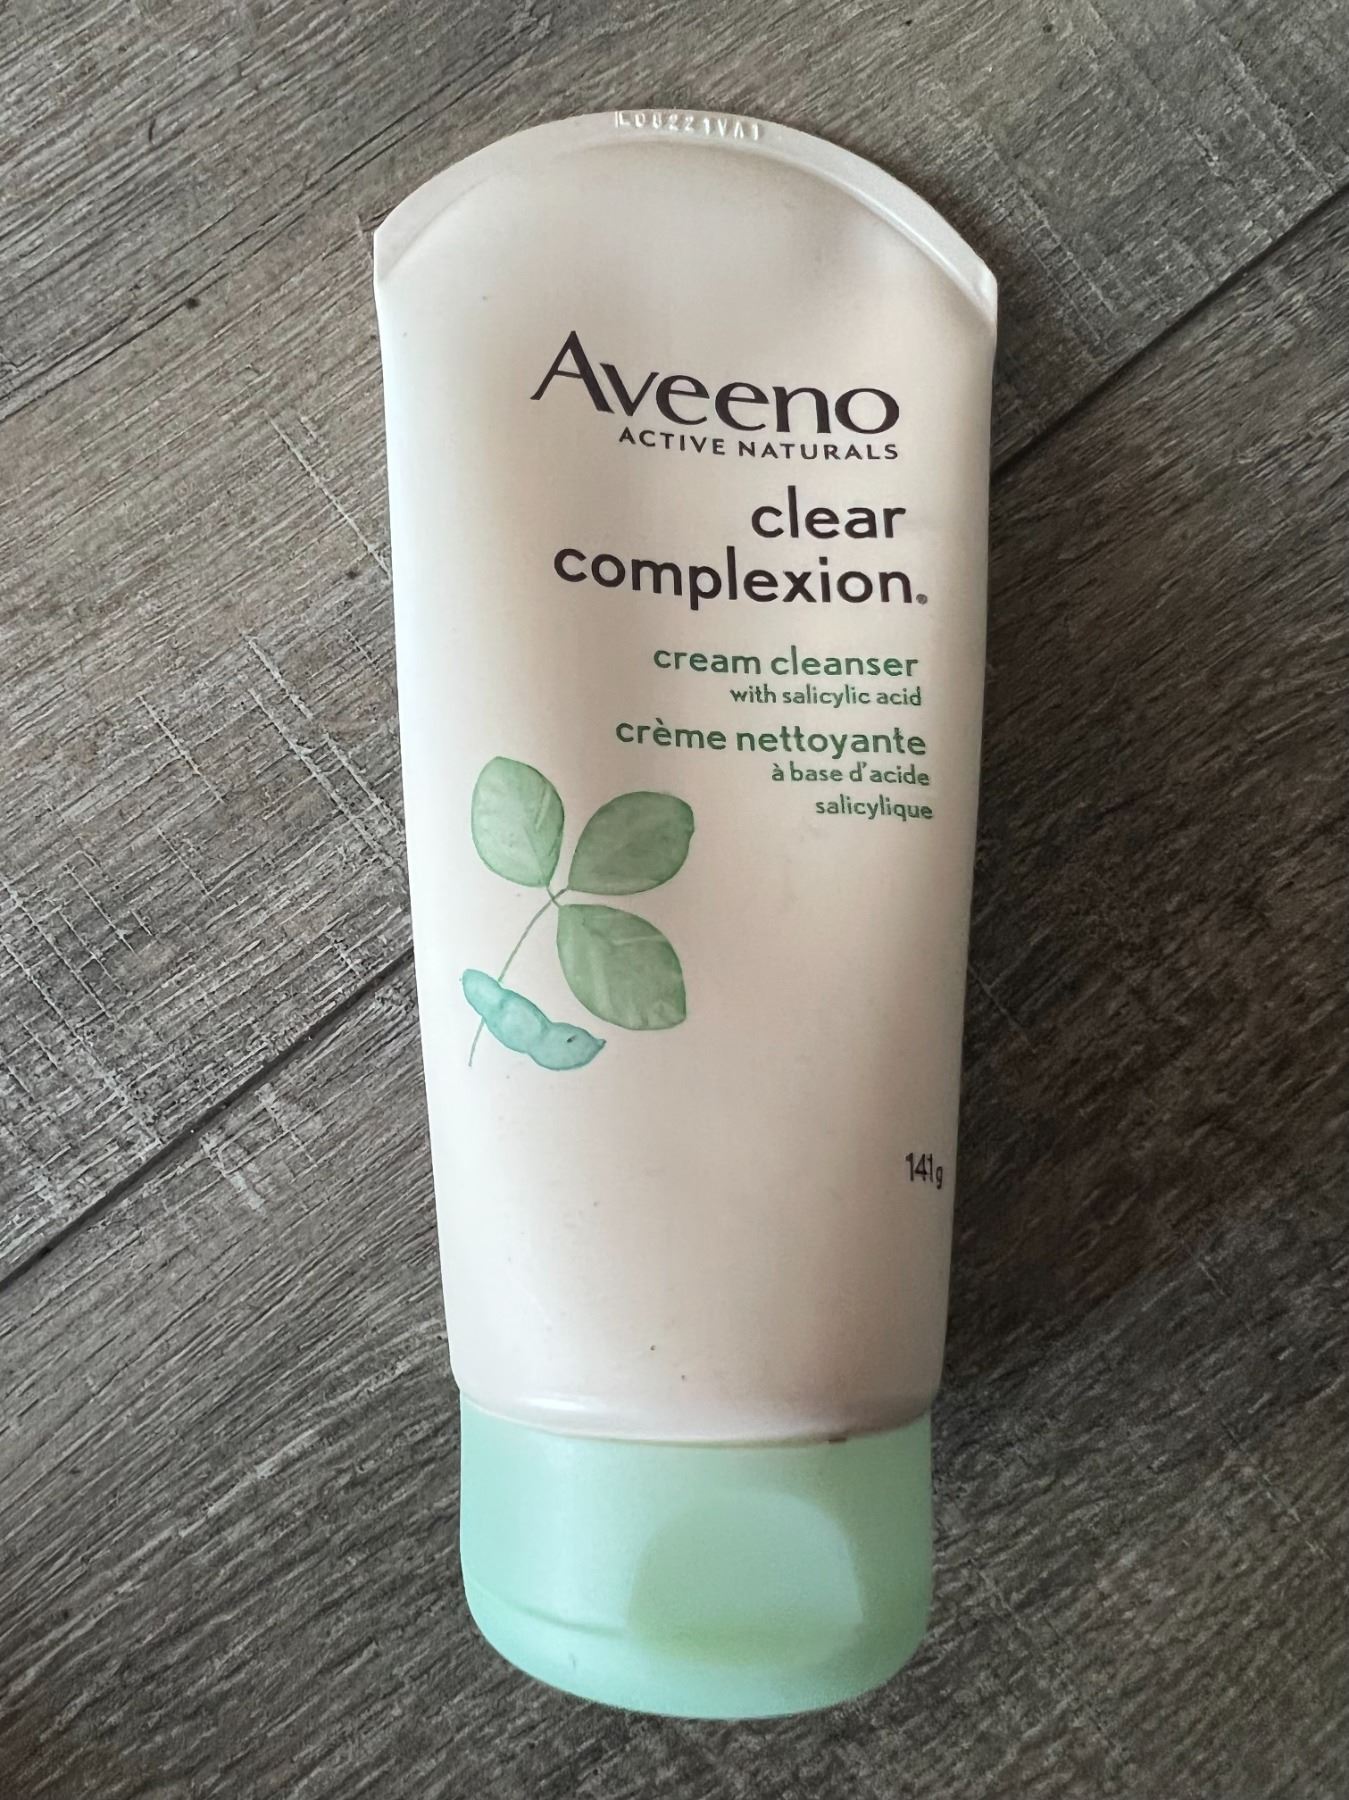 Aveeno
ACTIVE NATURALS
clear
complexion®
cream cleanser
with salicylic acid
crème nettoyante
à base d'acide
salicylique
141g